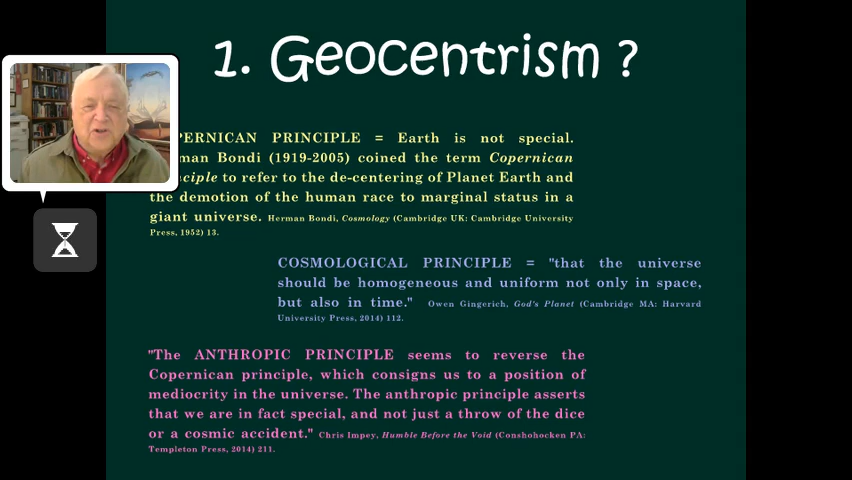 1. Geocentrism ?
PERNICAN PRINCIPLE = Earth is not special.
man Bondi (1919-2005) coined the term Copernican
ciple to refer to the de-centering of Planet Earth and
the demotion of the human race to marginal status in a
giant universe. Herman Bondi, Cosmology (Cambridge UK: Cambridge University
Press, 1952) 13.
COSMOLOGICAL PRINCIPLE = "that the universe
should be homogeneous and uniform not only in space,
but also in time." Owen Gingerich, God's Planet (Cambridge MA: Harvard
University Press, 2014) 112.
"The ANTHROPIC PRINCIPLE seems to reverse the
Copernican principle, which consigns us to a position of
mediocrity in the universe. The anthropic principle asserts
that we are in fact special, and not just a throw of the dice
or a cosmic accident." Chris Impey, Humble Before the Void (Conshohocken PA:
Templeton Press, 2014) 211.